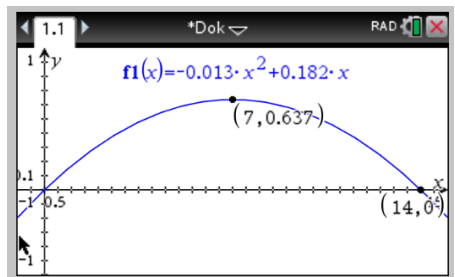 1.1 *Dok RAD
1 y
f1(x)=-0.013·x²+0.182·x
(7,0.637)
0.1 x
-1 0.5 (14,0)
-1